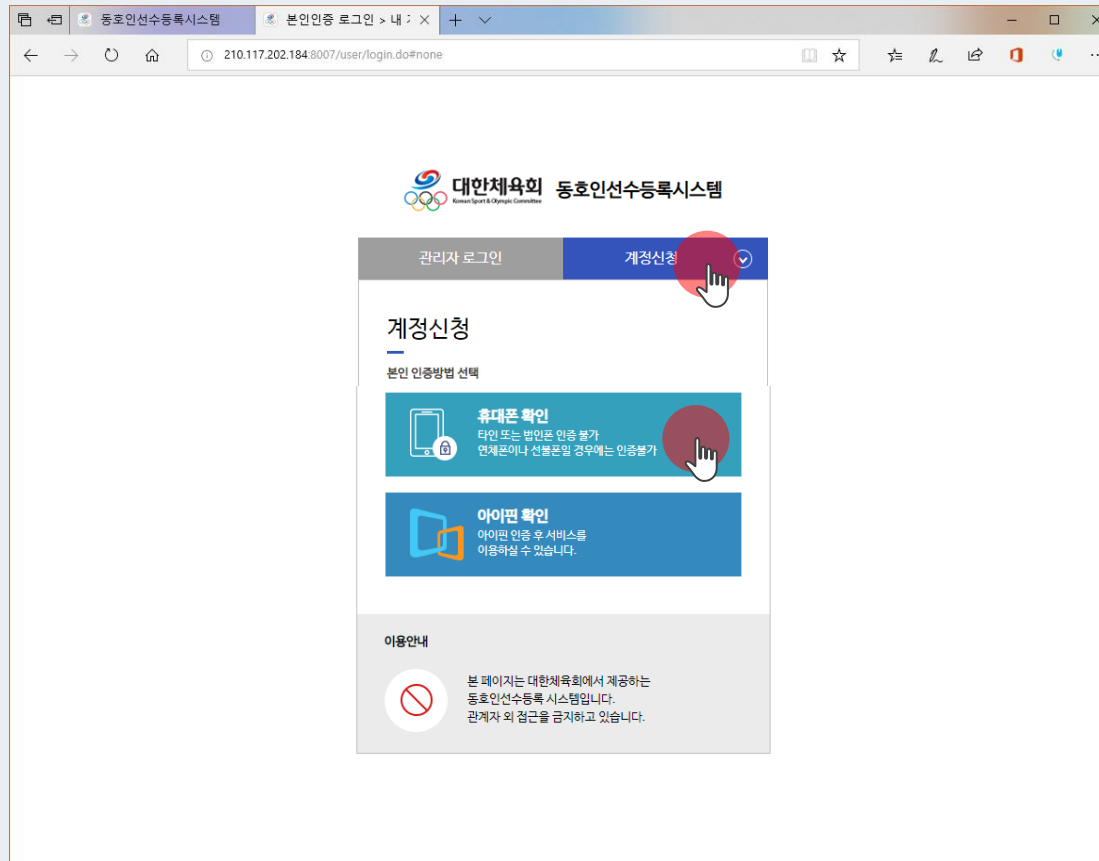 동호인선수등록시스템
본인인증 로그인 > 내 
210.117.202.184:8007/user/login.do#none
대한체육회 동호인선수등록시스템
Korean Sport & Olympic Committee
관리자 로그인
계정신청
계정신청
본인 인증방법 선택
휴대폰 확인
타인 또는 법인폰 인증 불가
연체폰이나 선불폰일 경우에는 인증불가
아이핀 확인
아이핀 인증 후 서비스를
이용하실 수 있습니다.
이용안내
본 페이지는 대한체육회에서 제공하는
동호인선수등록 시스템입니다.
관계자 외 접근을 금지하고 있습니다.